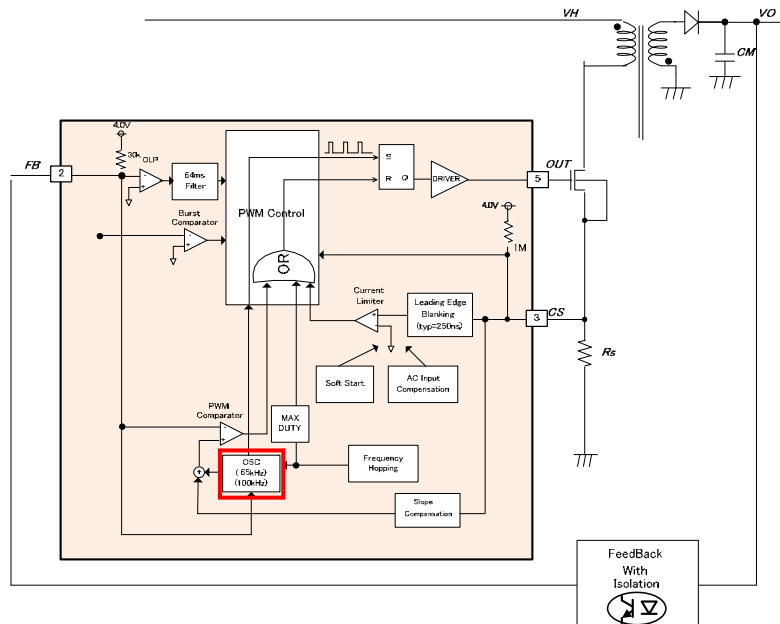 VH
VO
CM
4.0V
30k
OLP
FB
2
64ms
Filter
-
+
S
R
Q
DRIVER
5
OUT
Burst
Comparator
-
+
PWM Control
OR
4.0V
1M
Current
Limiter
+
-
Leading Edge
Blanking
(typ=250ns)
3
CS
Rs
Soft Start
AC Input
Compensation
PWM
Comparator
-
+
MAX
DUTY
+
OSC
(65kHz)
(100kHz)
Frequency
Hopping
Slope
Compensation
FeedBack
With
Isolation